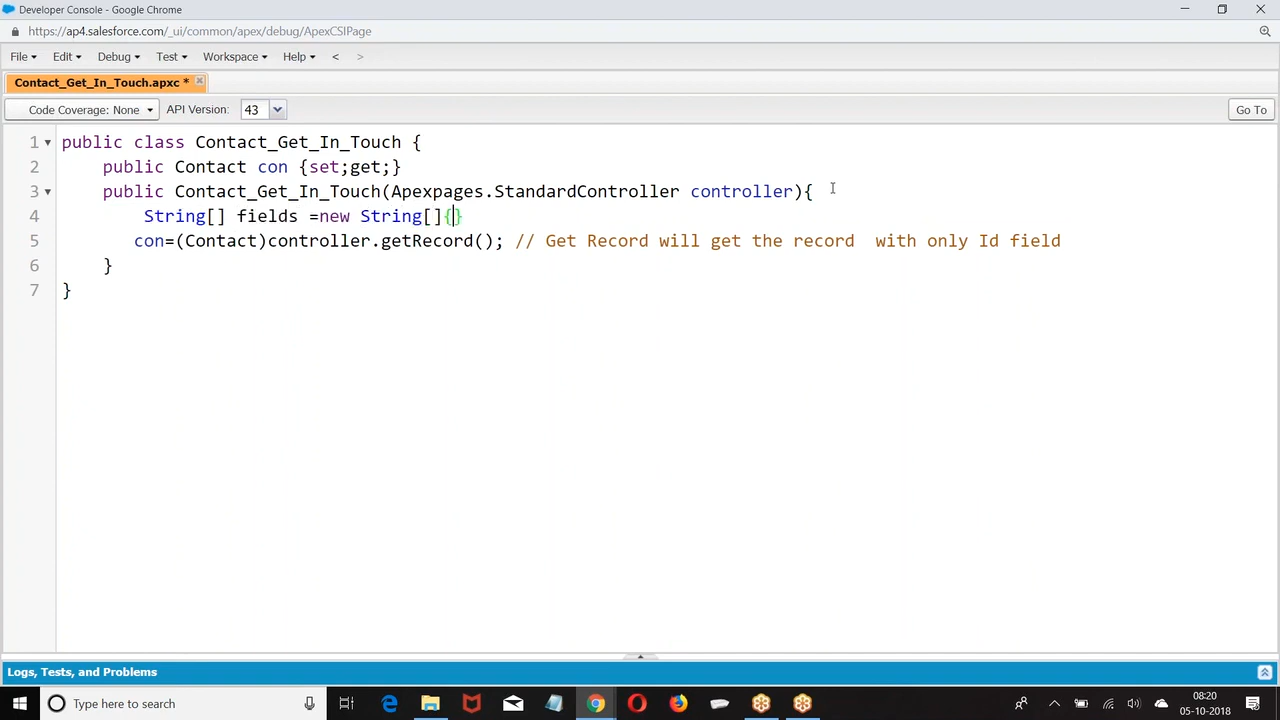 Developer Console - Google Chrome
https://ap4.salesforce.com/_ui/common/apex/debug/ApexCSIPage
File Edit Debug Test Workspace Help < >
Contact_Get_In_Touch.apxc *
Code Coverage: None API Version: 43 Go To
1 public class Contact_Get_In_Touch {
2 public Contact con {set;get;}
3 public Contact_Get_In_Touch(Apexpages.StandardController controller){
4 String[] fields =new String[]{}
5 con=(Contact)controller.getRecord(); // Get Record will get the record  with only Id field
6 }
7 }
Logs, Tests, and Problems
Type here to search
08:20
05-10-2018